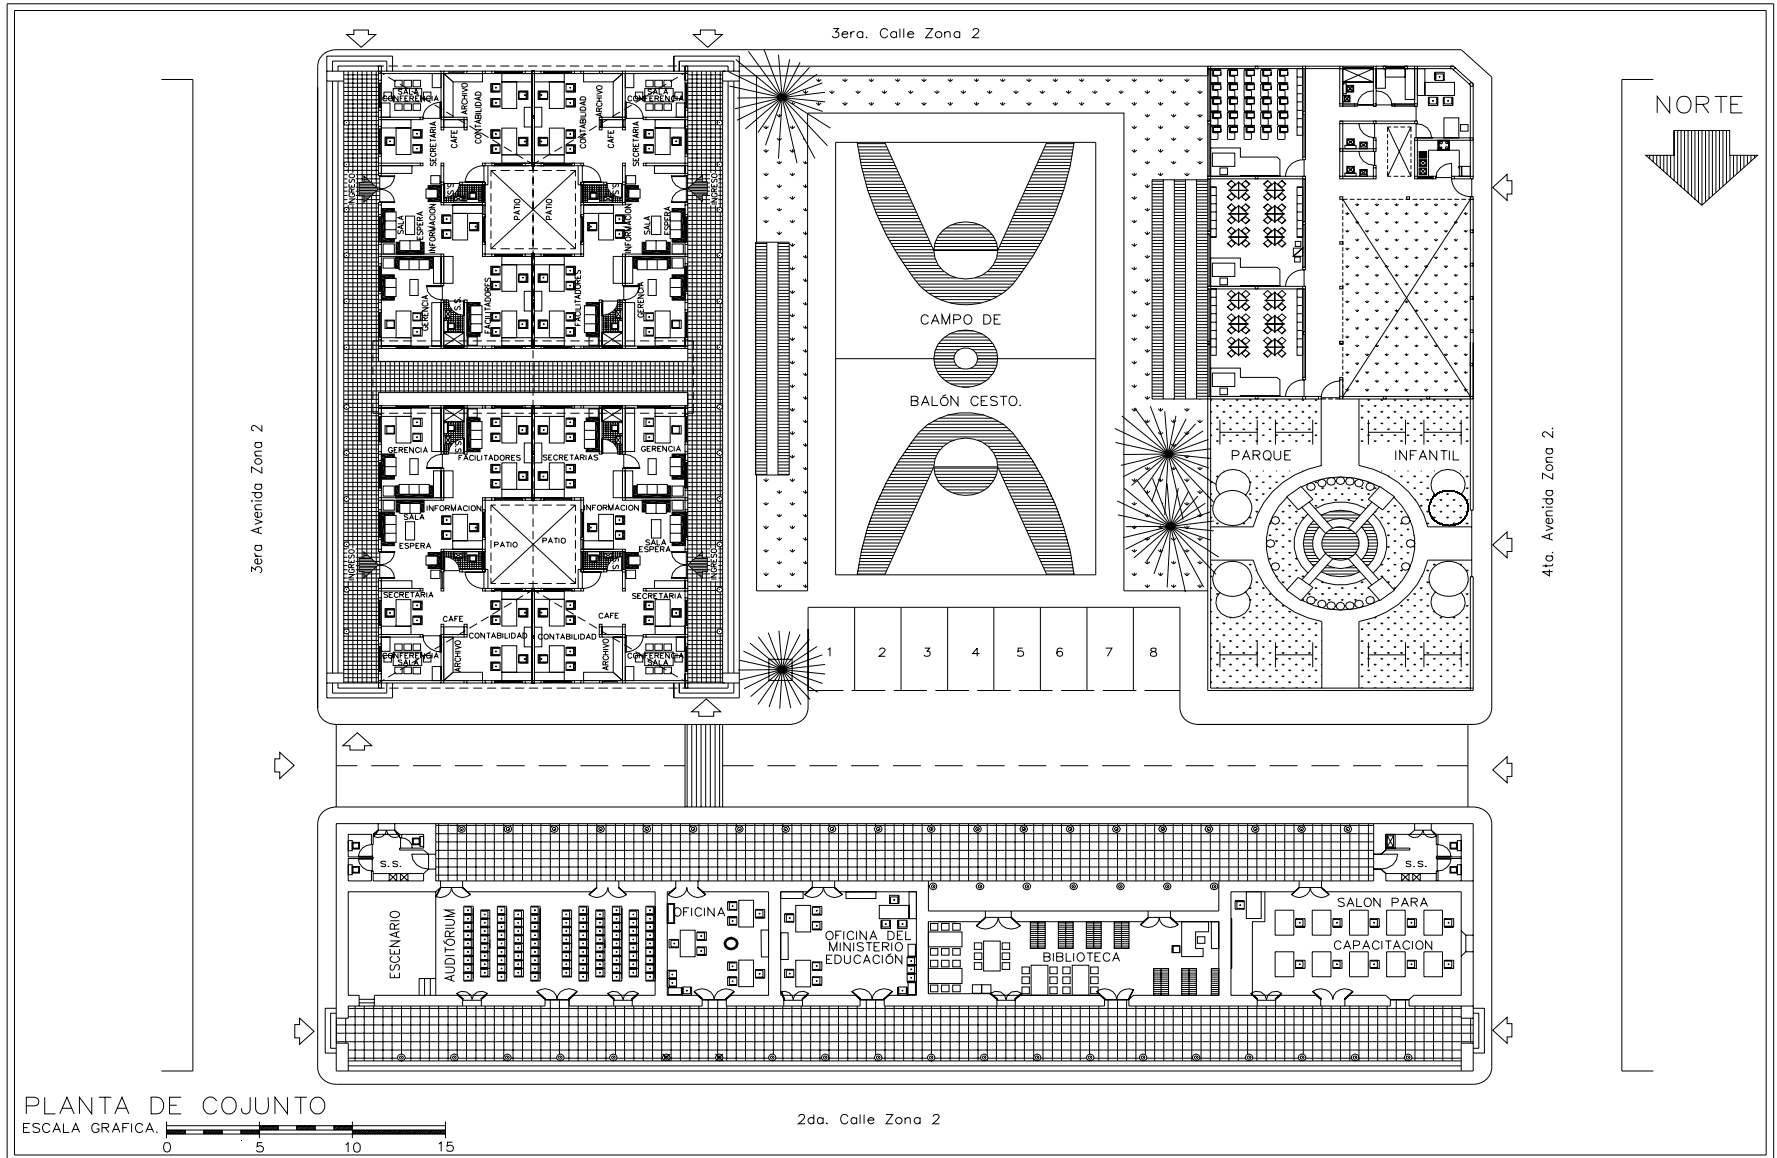 3era. Calle Zona 2
NORTE
SALA
CONFERENCIA
ARCHIVO
CONTABILIDAD
CONTABILIDAD
ARCHIVO
SALA
CONFERENCIA
SECRETARIA
CAFE
CAFE
SECRETARIA
INGRESO
S.S.
PATIO
PATIO
S.S.
INGRESO
SALA
ESPERA
INFORMACION
INFORMACION
SALA
ESPERA
GERENCIA
S.S.
FACILITADORES
FACILITADORES
GERENCIA
CAMPO DE
BALÓN CESTO.
3era Avenida Zona 2
4ta. Avenida Zona 2.
GERENCIA
S.S.
FACILITADORES
SECRETARIAS
GERENCIA
INFORMACION
INFORMACION
SALA
ESPERA
PATIO
PATIO
SALA
ESPERA
INGRESO
S.S.
INGRESO
SECRETARIA
SECRETARIA
CAFE
CAFE
CONTABILIDAD
CONTABILIDAD
CONFERENCIA
SALA
ARCHIVO
ARCHIVO
CONFERENCIA
SALA
PARQUE INFANTIL
1 2 3 4 5 6 7 8
S.S.
S.S.
ESCENARIO
AUDITÓRIUM
OFICINA
OFICINA DEL
MINISTERIO
EDUCACIÓN
BIBLIOTECA
SALON PARA
CAPACITACION
PLANTA DE COJUNTO
ESCALA GRAFICA.
0 5 10 15
2da. Calle Zona 2